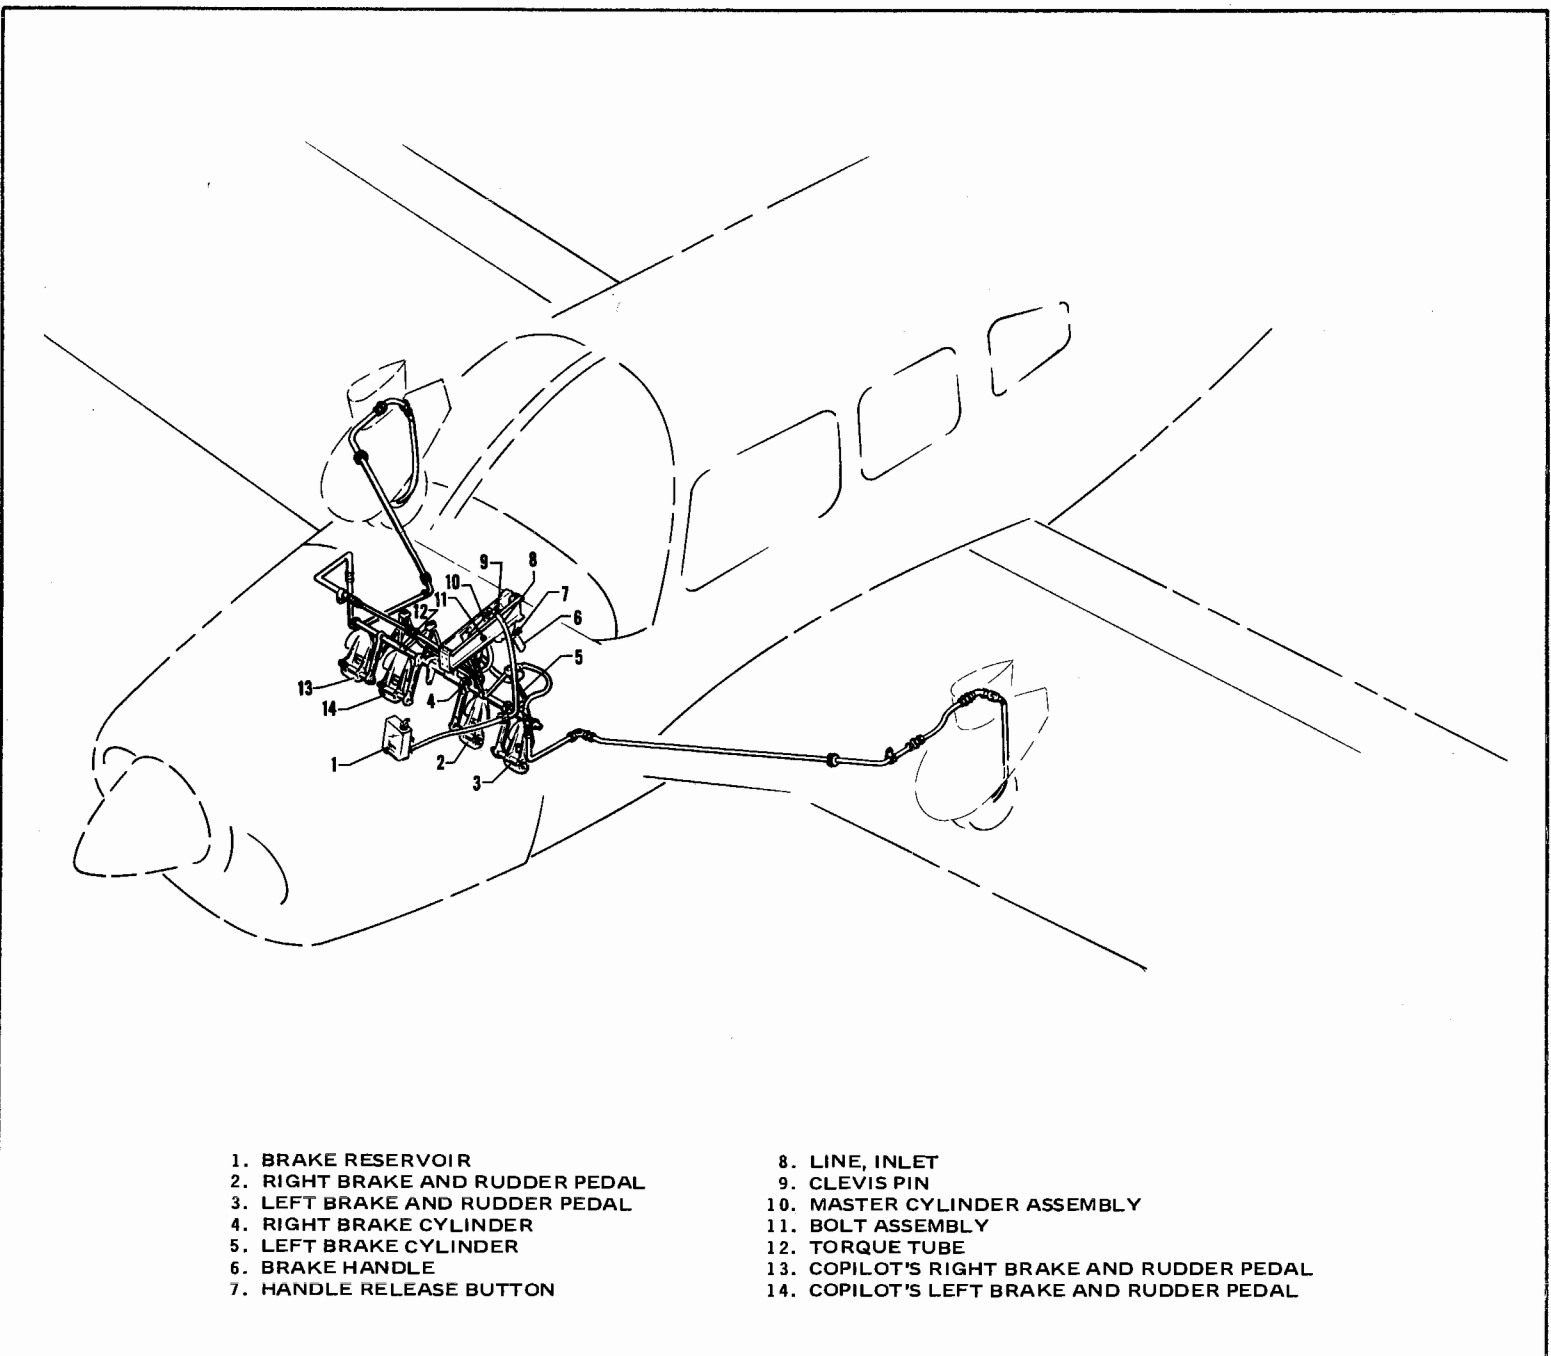 9
8
10
7
11
6
12
5
13
4
14
1
2
3
1. BRAKE RESERVOIR
2. RIGHT BRAKE AND RUDDER PEDAL
3. LEFT BRAKE AND RUDDER PEDAL
4. RIGHT BRAKE CYLINDER
5. LEFT BRAKE CYLINDER
6. BRAKE HANDLE
7. HANDLE RELEASE BUTTON
8. LINE, INLET
9. CLEVIS PIN
10. MASTER CYLINDER ASSEMBLY
11. BOLT ASSEMBLY
12. TORQUE TUBE
13. COPILOT'S RIGHT BRAKE AND RUDDER PEDAL
14. COPILOT'S LEFT BRAKE AND RUDDER PEDAL